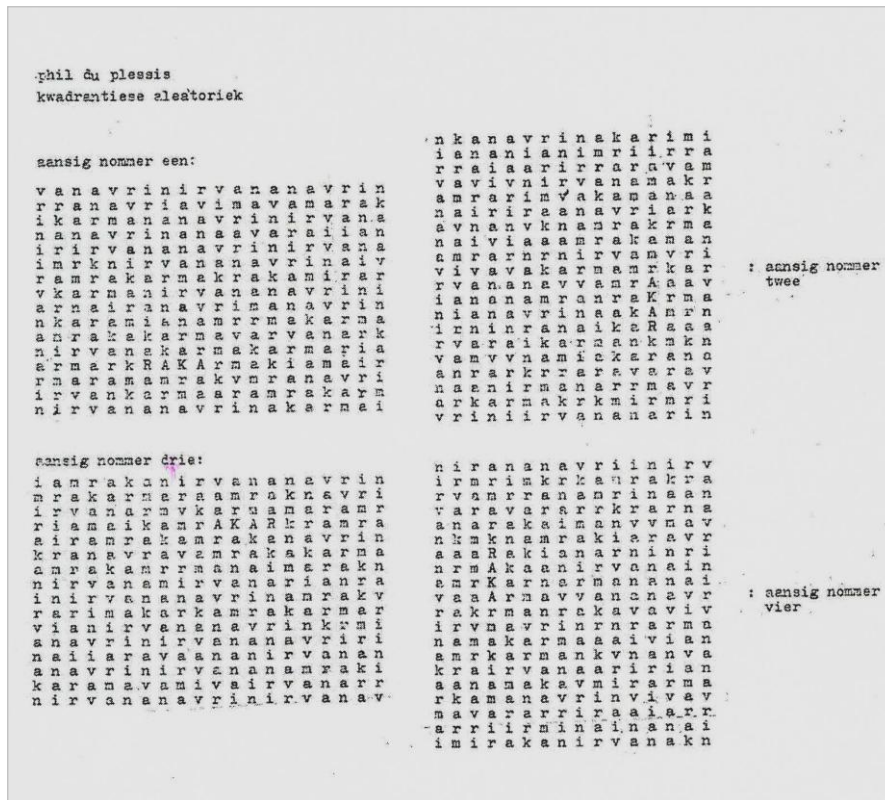 phil du plessis
kwadrantiese aleatoriek
aansig nommer een:
v a n a v r i n i r v a n a n a v r i n
r r a n a v r i a v i m a v a m a r a k
i k a r m a n a n a v r i n i r v a n a
n a n a v r i n a n a a v a r a i i a n
i r i r v a n a n a v r i n i r v a n a
i m r k n i r v a n a n a v r i n a i v
r a m r a k a r m a k r a k a m i r a r
v k a r m a n i r v a n a n a v r i n i
a r n a i r a n a v r i m a n a v r i n
n k a r a m i a n a m r r m a k a r m a
a m r a k a k a r m a v a r v a n a r k
n i r v a n a k a r m a k a r m a r i a
a r m a r k R A K A r m a k i a m a i r
r m a r a m a m r a k v m r a n a v r i
i r v a n k a r m a a r a m r a k a r m
n i r v a n a n a v r i n a k a r m a i
n k a n a v r i n a k a r i m i
i a n a n i a n i m r i i r r a
r r a i a a r i r r a r a v a m
v a v i v n i r v a n a m a k r
a m r a r i m v a k a m a n a a
n a i r i r a a n a v r i a r k
a v n a n v k n a m r a k r m a
n a i v i a a a m r a k a m a n
a m r a r n r n i r v a m v r i
v i v a v a k a r m a m r k a r
r v a n a n a v v a m r A a a v
i a n a n a m r a n r a K r m a
n i a n a v r i n a a k A m r n
i r n i n r a n a i k a R a a a
r v a r a i k a r m a n k m k n
v a m v v n a m i a k a r a n a
a n r a r k r r a r a v a r a v
n a a n i r m a n a r r m a v r
a r k a r m a k r k m i r m r i
v r i n i i r v a n a n a r i n
: aansig nommer
twee
aansig nommer drie:
i a m r a k a n i r v a n a n a v r i n
m r a k a r m a r a a m r a k n a v r i
i r v a n a r m v k a r m a m a r a m r
r i a m a i k a m r A K A R k r a m r a
a i r a m r a k a m r a k a n a v r i n
k r a n a v r a v a m r a k a k a r m a
a m r a k a m r r m a n a i m a r a k n
n i r v a n a m i r v a n a r i a n r a
i n i r v a n a n a v r i n a m r a k v
r a r i m a k a r k a m r a k a r m a r
v i a n i r v a n a n a v r i n k r m i
a n a v r i n i r v a n a n a v r i r i
n a i i a r a v a a n a n i r v a n a n
a n a v r i n i r v a n a n a m r a k i
k a r a m a v a m i v a i r v a n a r r
n i r v a n a n a v r i n i r v a n a v
n i r a n a n a v r i i n i r v
i r m r i m k r k a m r a k r a
r v a m r r a n a m r i n a a n
v a r a v a r a r r k r a r n a
a n a r a k a i m a n v v m a v
n k m k n a m r a k i a r a v r
a a a R a k i a n a r n i n r i
n r m A k a a n i r v a n a i n
a m r K a r n a r m a n a n a i
v a a A r m a v v a n a n a v r
r a k r m a n r a k a v a v i v
i r v m a v r i n r n r a r m a
n a m a k a r m a a a i v i a n
a m r k a r m a n k v n a n v a
k r a i r v a n a a r i r i a n
a a n a m a k a v m i r a r m a
r k a m a n a v r i n v i v a v
m a v a r a r r i r a a i a r r
a r r i i r m i n a i n a n a i
i m i r a k a n i r v a n a k n
: aansig nommer
vier